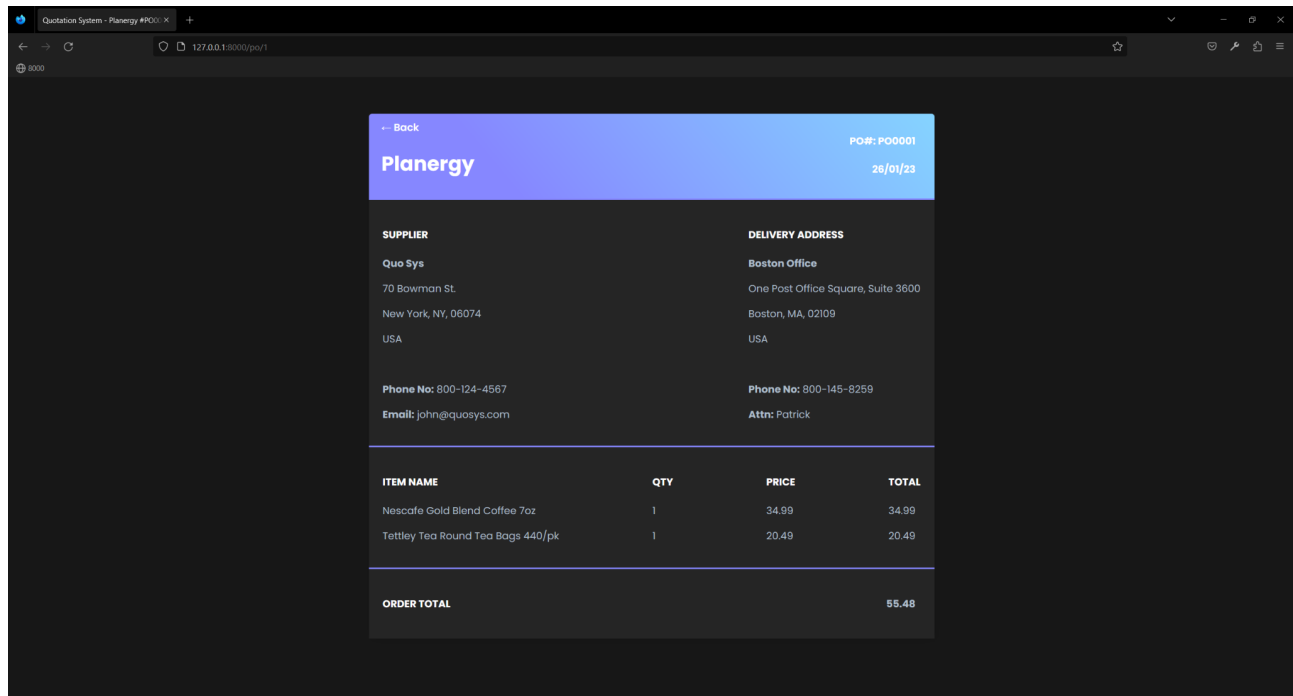 Quotation System - Planergy #PO00
127.0.0.1:8000/po/1
8000
← Back
Planergy
PO#: PO0001
26/01/23
SUPPLIER
Quo Sys
70 Bowman St.
New York, NY, 06074
USA
Phone No: 800-124-4567
Email: john@quosys.com
DELIVERY ADDRESS
Boston Office
One Post Office Square, Suite 3600
Boston, MA, 02109
USA
Phone No: 800-145-8259
Attn: Patrick
ITEM NAME QTY PRICE TOTAL
Nescafe Gold Blend Coffee 7oz 1 34.99 34.99
Tettley Tea Round Tea Bags 440/pk 1 20.49 20.49
ORDER TOTAL 55.48